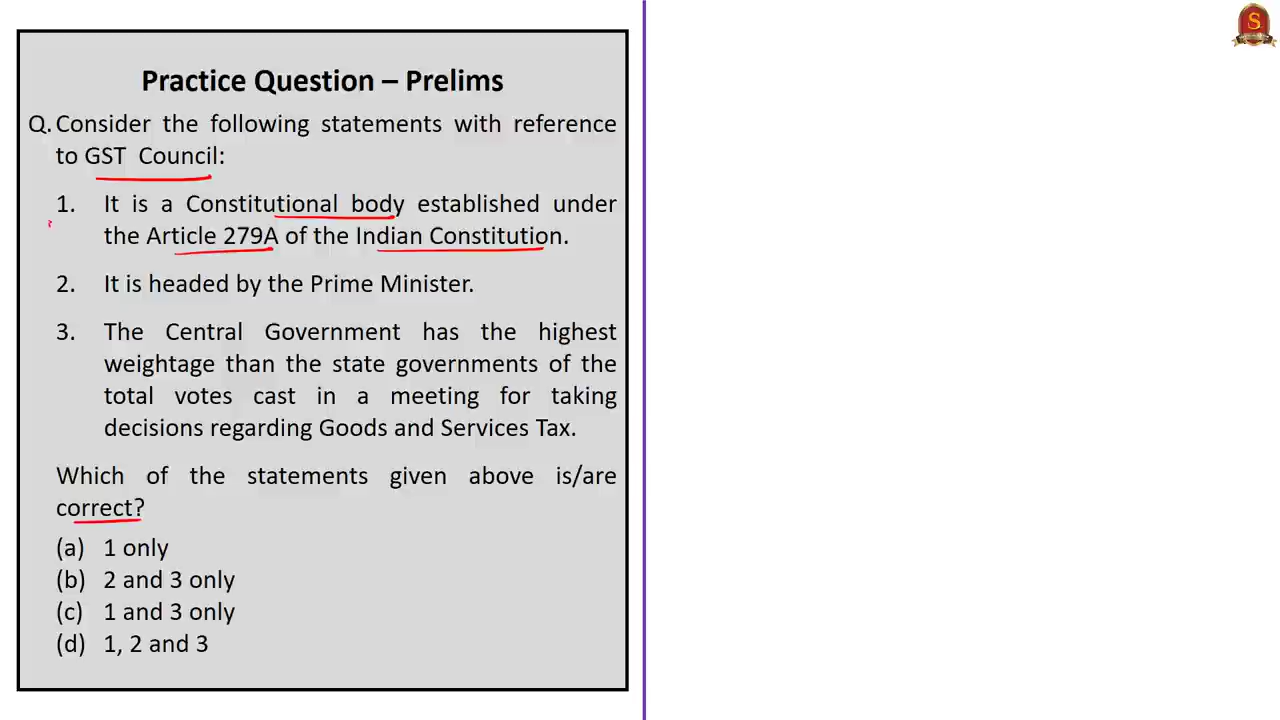 Practice Question – Prelims
Q. Consider the following statements with reference
to GST Council:
1. It is a Constitutional body established under
the Article 279A of the Indian Constitution.
2. It is headed by the Prime Minister.
3. The Central Government has the highest
weightage than the state governments of the
total votes cast in a meeting for taking
decisions regarding Goods and Services Tax.
Which of the statements given above is/are
correct?
(a) 1 only
(b) 2 and 3 only
(c) 1 and 3 only
(d) 1, 2 and 3
S